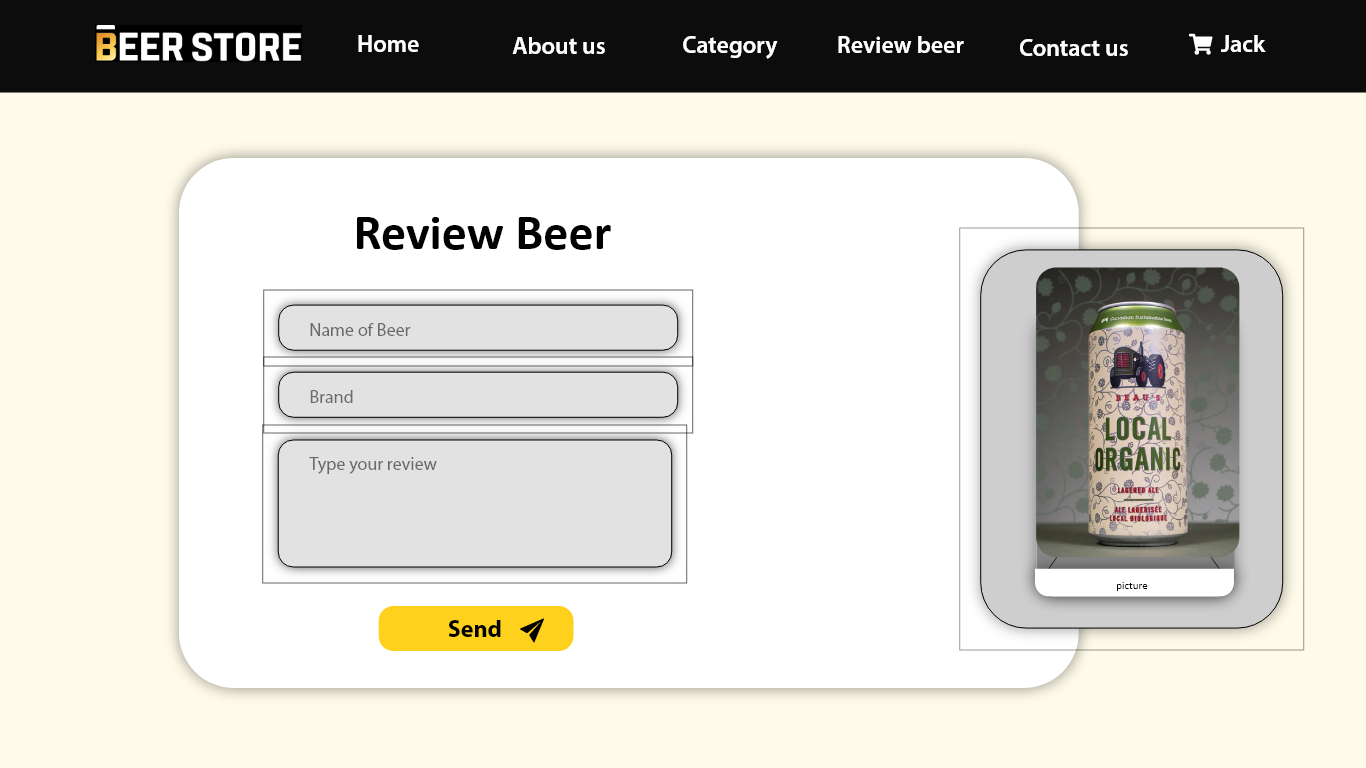 BEER STORE
Home
About us
Category
Review beer
Contact us
Jack
Review Beer
Name of Beer
Brand
Type your review
Send
BEAU'S
LOCAL
ORGANIC
LAGERED ALE
ALE LAGERISÉE
LOCAL BIOLOGIQUE
picture